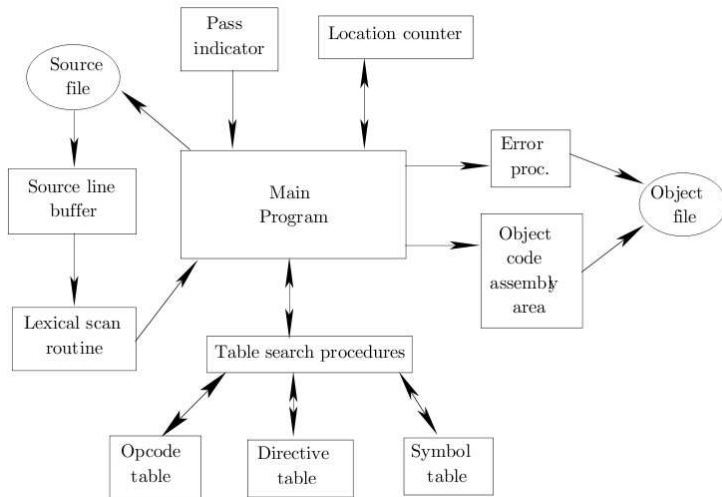 Pass
indicator
Location counter
Source
file
Error
proc.
Source line
buffer
Main
Program
Object
file
Object
code
assembly
area
Lexical scan
routine
Table search procedures
Opcode
table
Directive
table
Symbol
table